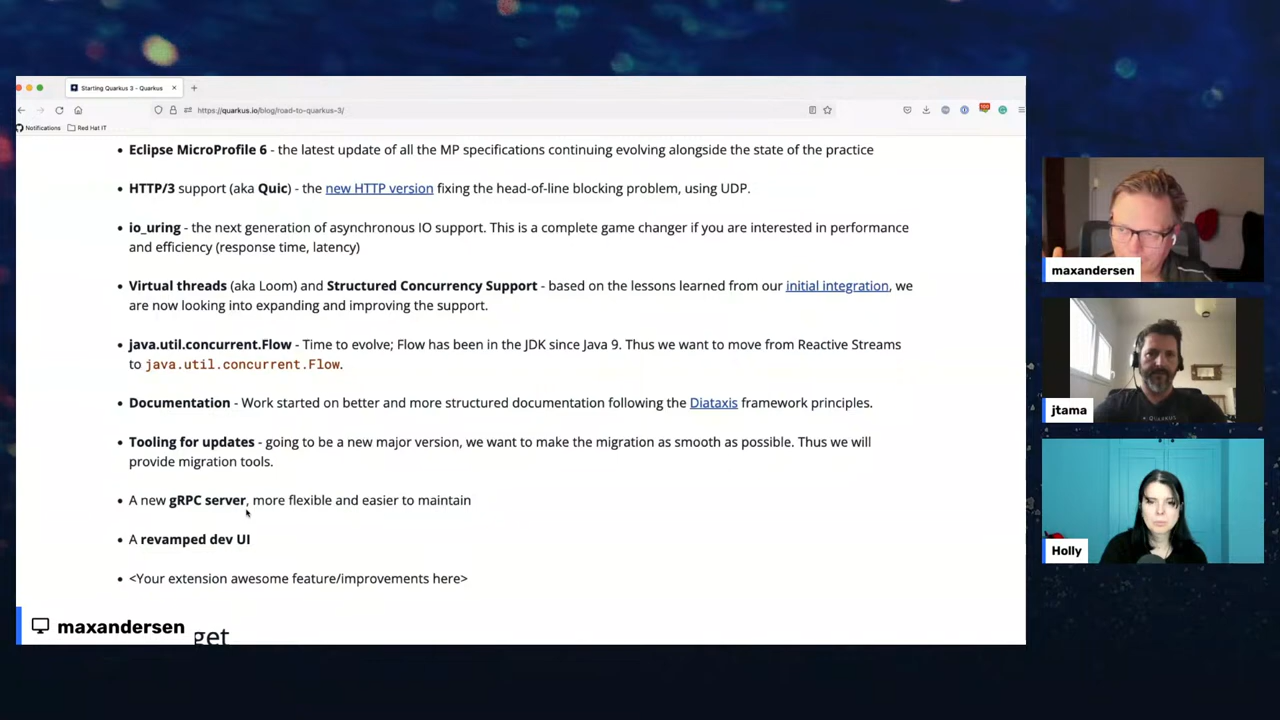 Starting Quarkus 3 - Quarkus
https://quarkus.io/blog/road-to-quarkus-3/
Notifications
Red Hat IT
Eclipse MicroProfile 6 - the latest update of all the MP specifications continuing evolving alongside the state of the practice
HTTP/3 support (aka Quic) - the new HTTP version fixing the head-of-line blocking problem, using UDP.
io_uring - the next generation of asynchronous IO support. This is a complete game changer if you are interested in performance
and efficiency (response time, latency)
Virtual threads (aka Loom) and Structured Concurrency Support - based on the lessons learned from our initial integration, we
are now looking into expanding and improving the support.
java.util.concurrent.Flow - Time to evolve; Flow has been in the JDK since Java 9. Thus we want to move from Reactive Streams
to java.util.concurrent.Flow.
Documentation - Work started on better and more structured documentation following the Diataxis framework principles.
Tooling for updates - going to be a new major version, we want to make the migration as smooth as possible. Thus we will
provide migration tools.
A new gRPC server, more flexible and easier to maintain
A revamped dev UI
<Your extension awesome feature/improvements here>
get
maxandersen
maxandersen
jtama
QUARKUS
Holly